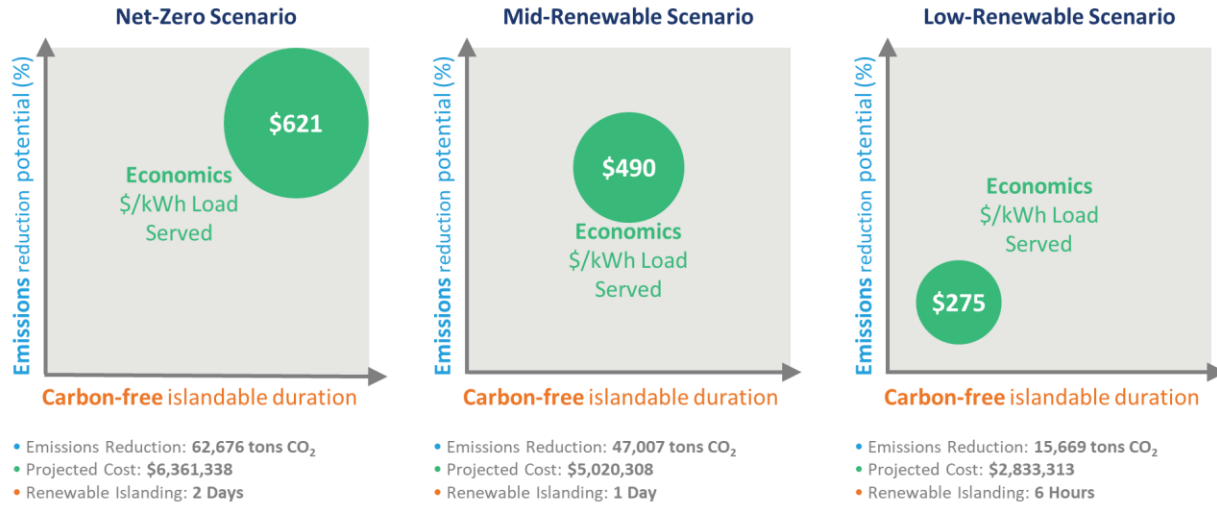 Net-Zero Scenario
Emissions reduction potential (%)
$621
Economics
$/kWh Load
Served
Carbon-free islandable duration
• Emissions Reduction: 62,676 tons CO₂
• Projected Cost: $6,361,338
• Renewable Islanding: 2 Days
Mid-Renewable Scenario
Emissions reduction potential (%)
$490
Economics
$/kWh Load
Served
Carbon-free islandable duration
• Emissions Reduction: 47,007 tons CO₂
• Projected Cost: $5,020,308
• Renewable Islanding: 1 Day
Low-Renewable Scenario
Emissions reduction potential (%)
Economics
$/kWh Load
Served
$275
Carbon-free islandable duration
• Emissions Reduction: 15,669 tons CO₂
• Projected Cost: $2,833,313
• Renewable Islanding: 6 Hours